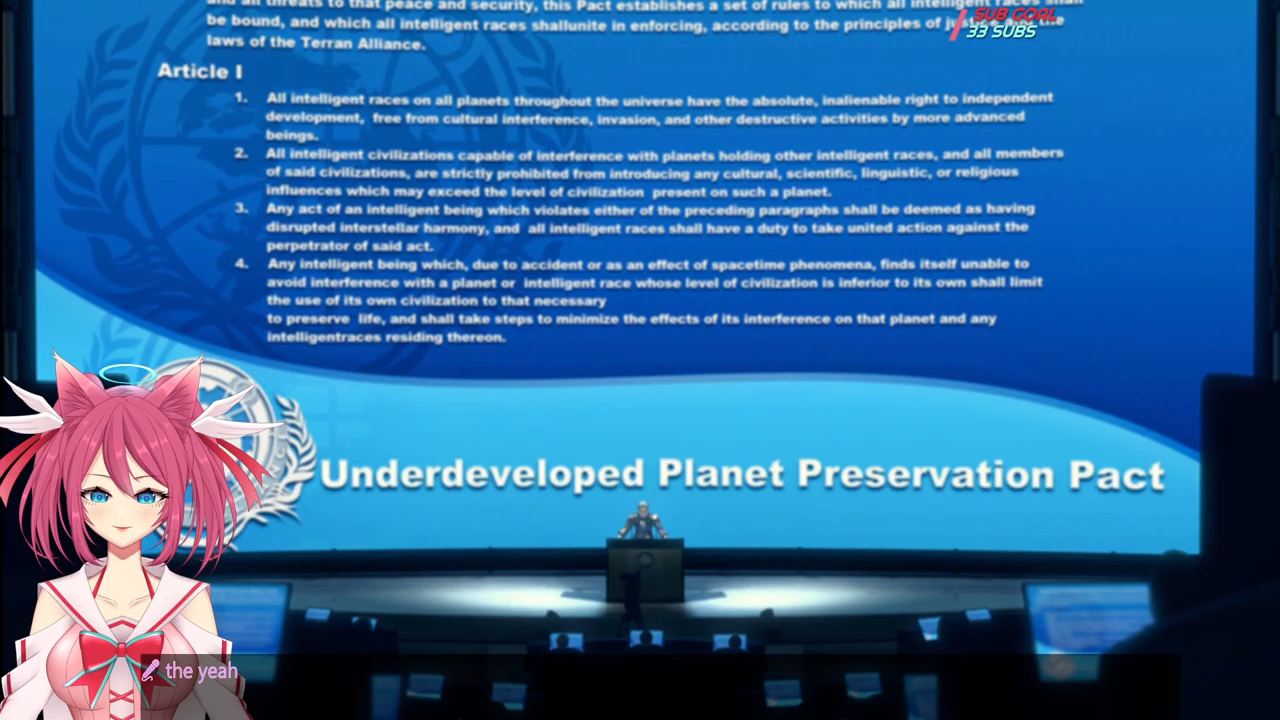 and all threats to that peace and security, this Pact establishes a set of rules to which all intelligent races
be bound, and which all intelligent races shallunite in enforcing, according to the principles of
laws of the Terran Alliance.
SUB GOAL
33 SUBS
Article I
1. All intelligent races on all planets throughout the universe have the absolute, inalienable right to independent
development, free from cultural interference, invasion, and other destructive activities by more advanced
beings.
2. All intelligent civilizations capable of interference with planets holding other intelligent races, and all members
of said civilizations, are strictly prohibited from introducing any cultural, scientific, linguistic, or religious
influences which may exceed the level of civilization present on such a planet.
3. Any act of an intelligent being which violates either of the preceding paragraphs shall be deemed as having
disrupted interstellar harmony, and all intelligent races shall have a duty to take united action against the
perpetrator of said act.
4. Any intelligent being which, due to accident or as an effect of spacetime phenomena, finds itself unable to
avoid interference with a planet or intelligent race whose level of civilization is inferior to its own shall limit
the use of its own civilization to that necessary
to preserve life, and shall take steps to minimize the effects of its interference on that planet and any
intelligentraces residing thereon.
Underdeveloped Planet Preservation Pact
the yeah